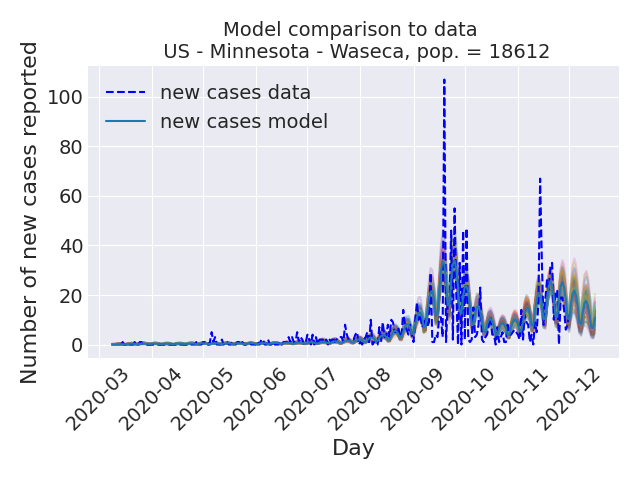 Model comparison to data
US - Minnesota - Waseca, pop. = 18612
Number of new cases reported
100
80
60
40
20
0
new cases data
new cases model
2020-03
2020-04
2020-05
2020-06
2020-07
2020-08
2020-09
2020-10
2020-11
2020-12
Day